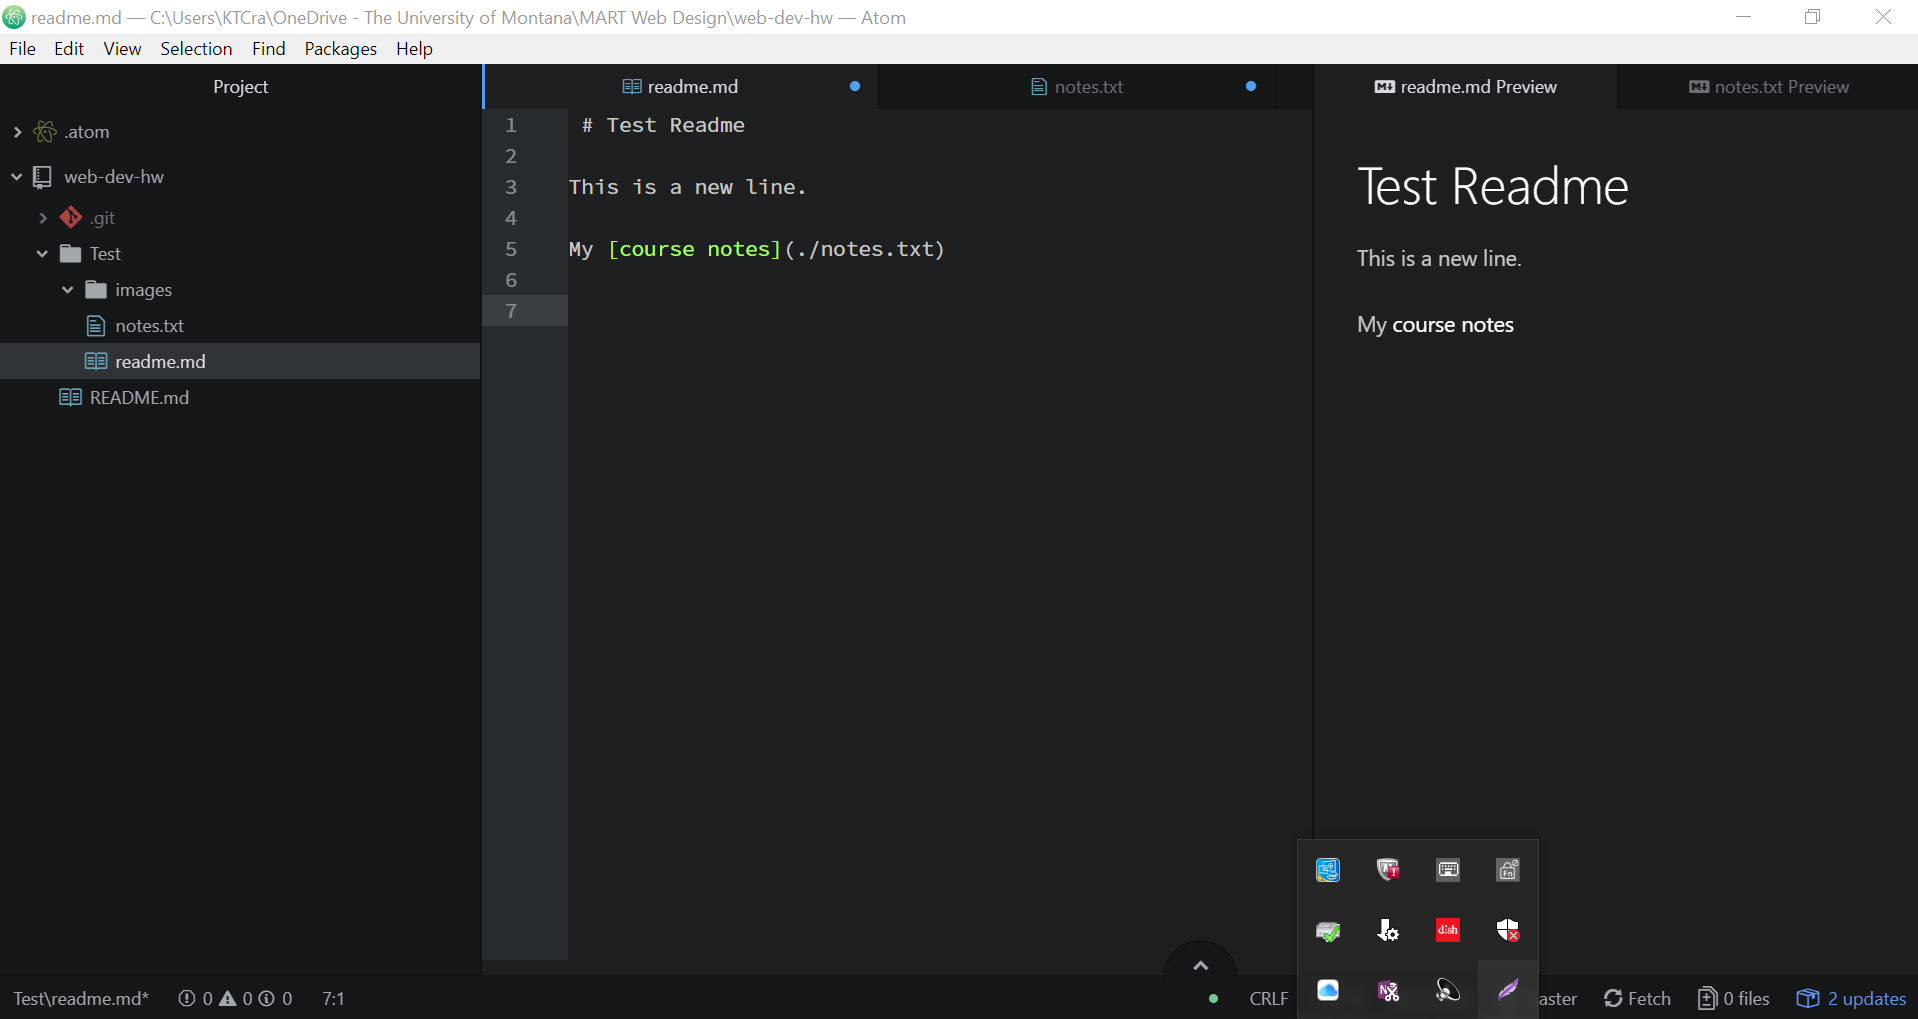 readme.md — C:\Users\KTCra\OneDrive - The University of Montana\MART Web Design\web-dev-hw — Atom
File Edit View Selection Find Packages Help
Project
.atom
web-dev-hw
.git
Test
images
notes.txt
readme.md
README.md
readme.md notes.txt
1 # Test Readme
2
3 This is a new line.
4
5 My [course notes](./notes.txt)
6
7
readme.md Preview notes.txt Preview
Test Readme
This is a new line.
My course notes
Fn
dish
N
Test\readme.md* 0 0 0 7:1 CRLF aster Fetch 0 files 2 updates